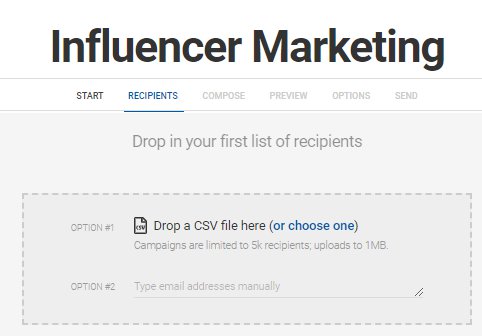 Influencer Marketing
START RECIPIENTS COMPOSE PREVIEW OPTIONS SEND
Drop in your first list of recipients
OPTION #1 CSV Drop a CSV file here (or choose one)
Campaigns are limited to 5k recipients; uploads to 1MB.
OPTION #2 Type email addresses manually